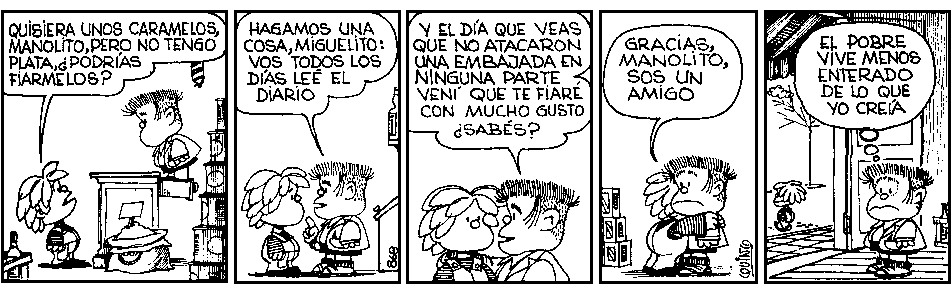 QUISIERA UNOS CARAMELOS,
MANOLITO, PERO NO TENGO
PLATA, ¿PODRÍAS
FIARMELOS?
HAGAMOS UNA
COSA, MIGUELITO:
VOS TODOS LOS
DÍAS LEÉ EL
DIARIO
868
Y EL DÍA QUE VEAS
QUE NO ATACARON
UNA EMBAJADA EN
NINGUNA PARTE
VENÍ QUE TE FIARE
CON MUCHO GUSTO
¿SABÉS?
GRACIAS,
MANOLITO,
SOS UN
AMIGO
QUINO
EL POBRE
VIVE MENOS
ENTERADO
DE LO QUE
YO CREÍA